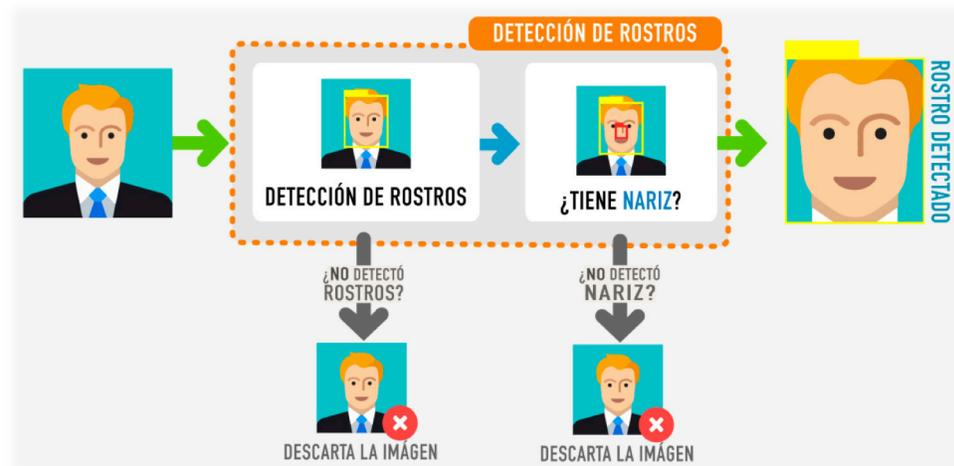 DETECCIÓN DE ROSTROS
DETECCIÓN DE ROSTROS
¿TIENE NARIZ?
ROSTRO DETECTADO
¿NO DETECTÓ
ROSTROS?
¿NO DETECTÓ
NARIZ?
DESCARTA LA IMÁGEN
DESCARTA LA IMÁGEN